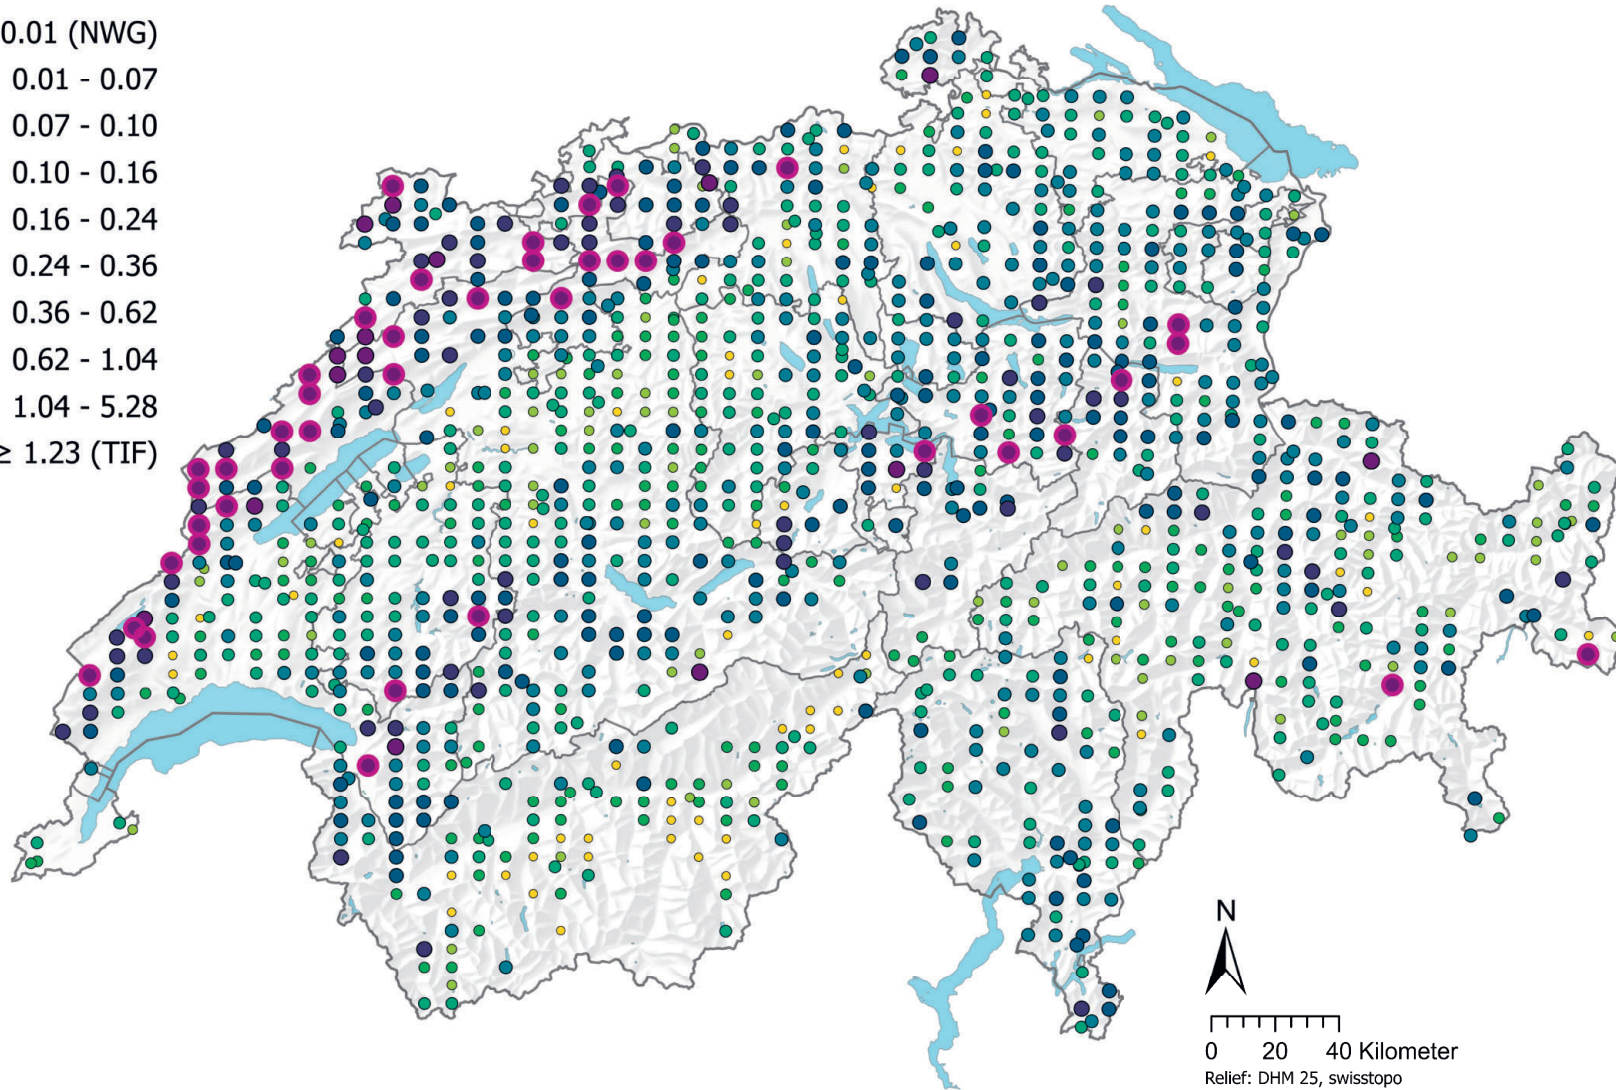 0.01 (NWG)
0.01 - 0.07
0.07 - 0.10
0.10 - 0.16
0.16 - 0.24
0.24 - 0.36
0.36 - 0.62
0.62 - 1.04
1.04 - 5.28
≥ 1.23 (TIF)
N
0 20 40 Kilometer
Relief: DHM 25, swisstopo